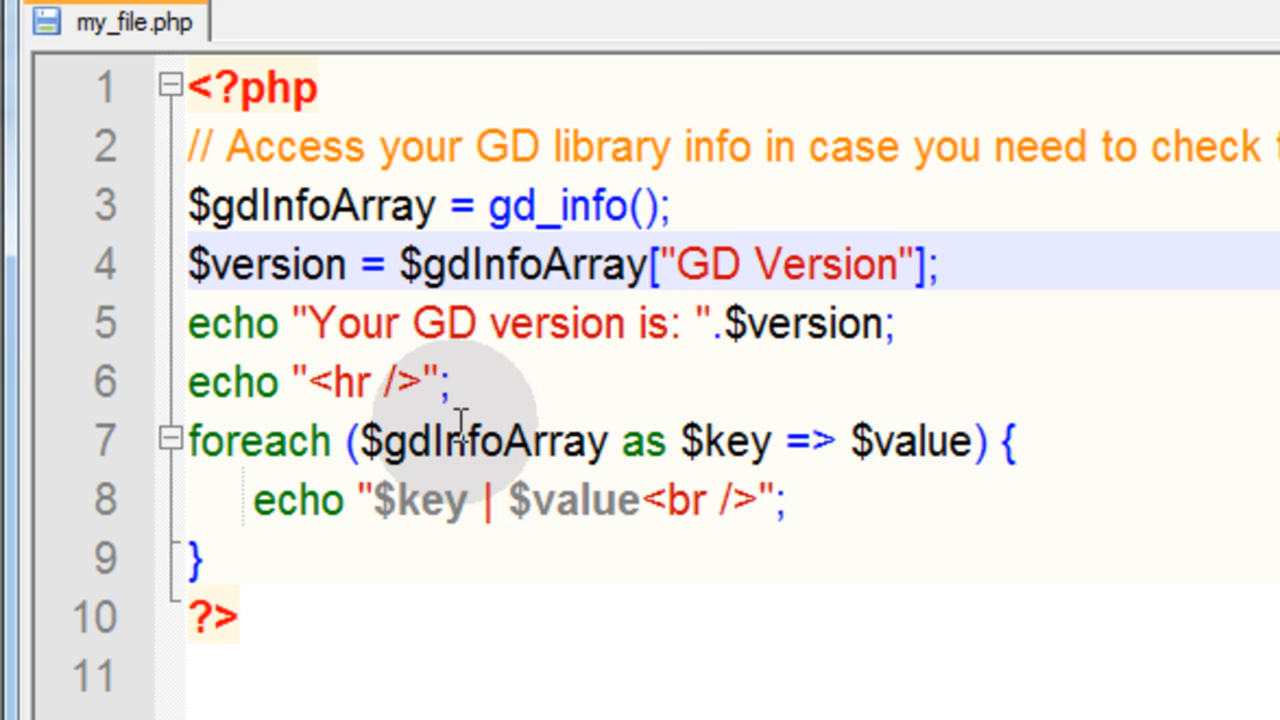 my_file.php
1 <?php
2 // Access your GD library info in case you need to check
3 $gdInfoArray = gd_info();
4 $version = $gdInfoArray["GD Version"];
5 echo "Your GD version is: ".$version;
6 echo "<hr />";
7 foreach ($gdInfoArray as $key => $value) {
8 echo "$key | $value<br />";
9 }
10 ?>
11